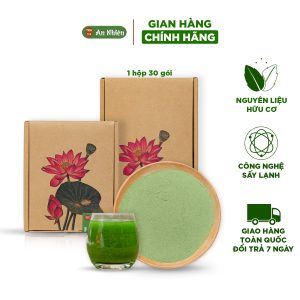 An Nhiên
GIAN HÀNG
CHÍNH HÃNG
1 hộp 30 gói
NGUYÊN LIỆU
HỮU CƠ
CÔNG NGHỆ
SẤY LẠNH
GIAO HÀNG
TOÀN QUỐC
ĐỔI TRẢ 7 NGÀY